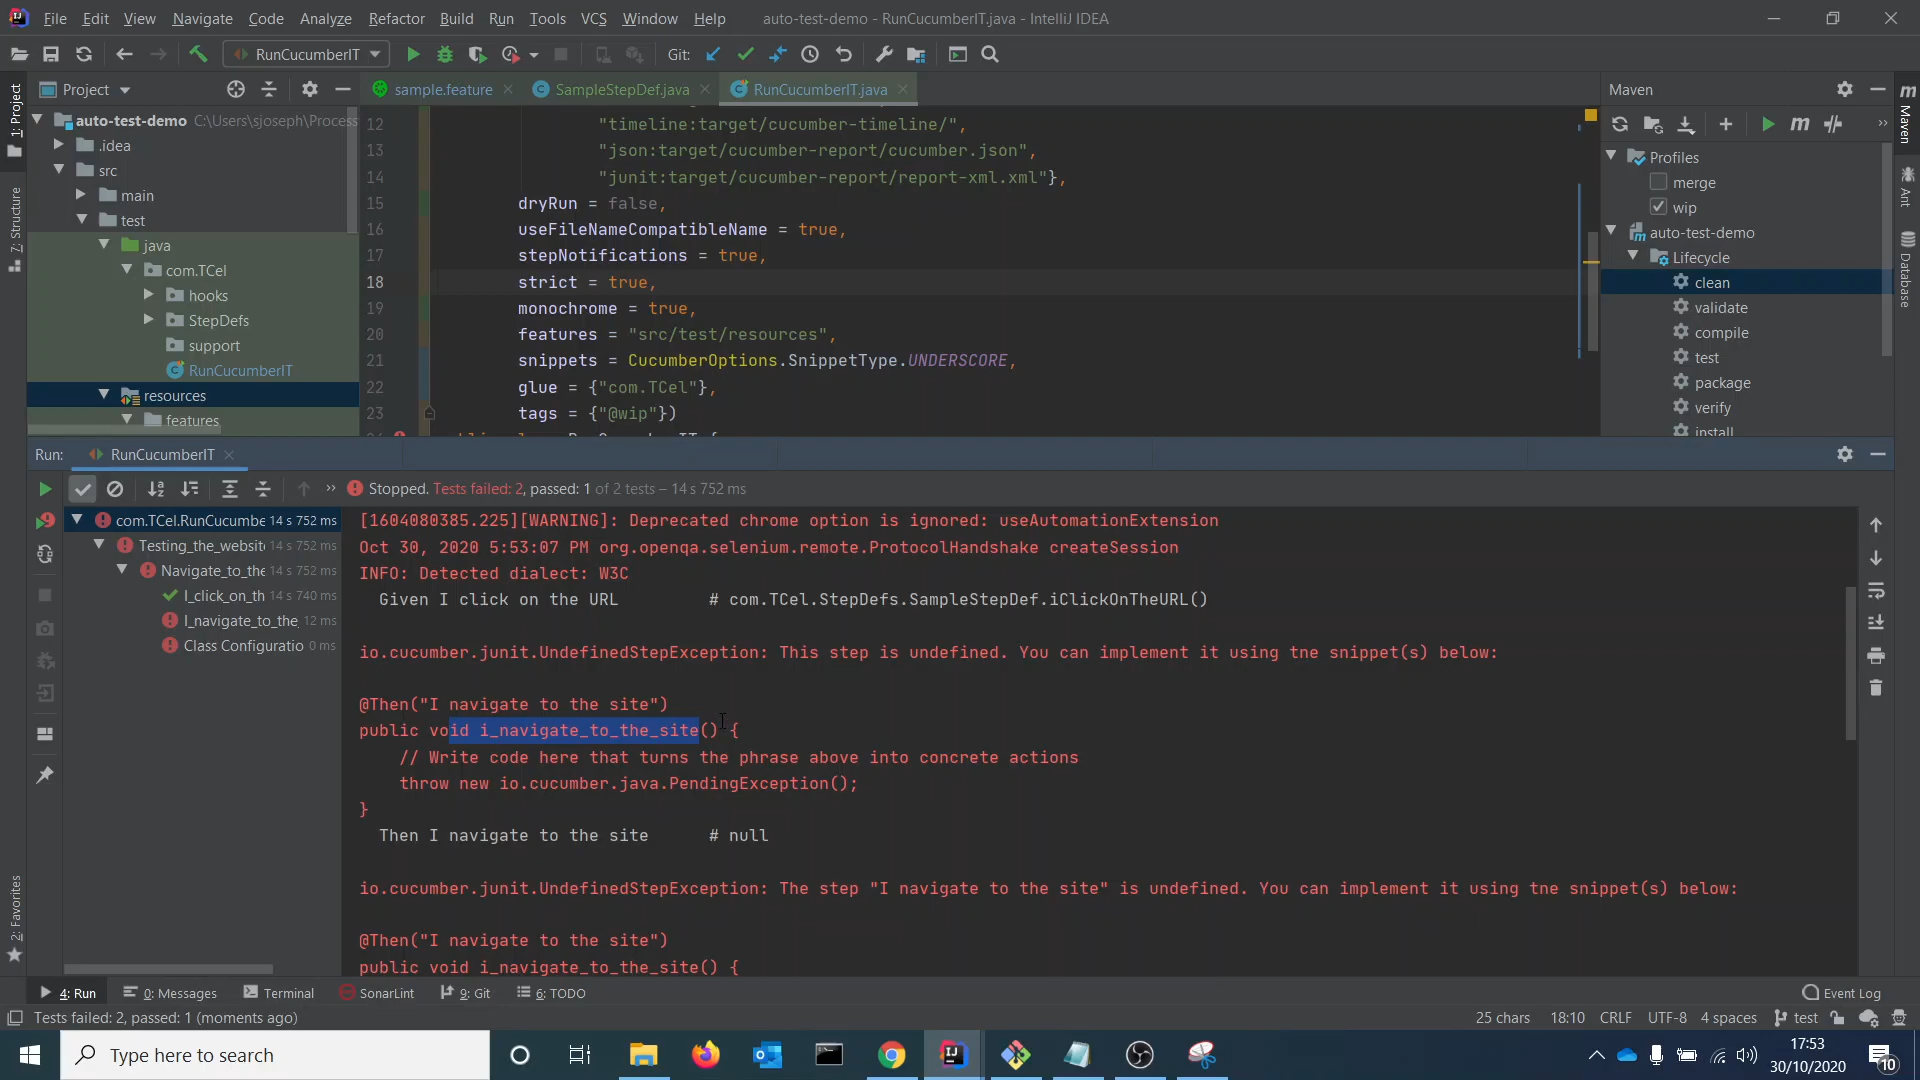 File Edit View Navigate Code Analyze Refactor Build Run Tools VCS Window Help auto-test-demo - RunCucumberIT.java - IntelliJ IDEA
RunCucumberIT Git:
Project sample.feature SampleStepDef.java RunCucumberIT.java Maven
1: Project
7: Structure
2: Favorites
auto-test-demo C:\Users\sjoseph\Process
.idea
src
main
test
java
com.TCel
hooks
StepDefs
support
RunCucumberIT
resources
features
12 "timeline:target/cucumber-timeline/",
13 "json:target/cucumber-report/cucumber.json",
14 "junit:target/cucumber-report/report-xml.xml"},
15 dryRun = false,
16 useFileNameCompatibleName = true,
17 stepNotifications = true,
18 strict = true,
19 monochrome = true,
20 features = "src/test/resources",
21 snippets = CucumberOptions.SnippetType.UNDERSCORE,
22 glue = {"com.TCel"},
23 tags = {"@wip"})
Profiles
merge
wip
auto-test-demo
Lifecycle
clean
validate
compile
test
package
verify
install
Maven
Ant
Database
Run: RunCucumberIT
Stopped. Tests failed: 2, passed: 1 of 2 tests – 14 s 752 ms
com.TCel.RunCucumbe 14 s 752 ms
Testing_the_websit 14 s 752 ms
Navigate_to_the 14 s 752 ms
I_click_on_th 14 s 740 ms
I_navigate_to_the_ 12 ms
Class Configuratio 0 ms
[1604080385.225][WARNING]: Deprecated chrome option is ignored: useAutomationExtension
Oct 30, 2020 5:53:07 PM org.openqa.selenium.remote.ProtocolHandshake createSession
INFO: Detected dialect: W3C
Given I click on the URL # com.TCel.StepDefs.SampleStepDef.iClickOnTheURL()
io.cucumber.junit.UndefinedStepException: This step is undefined. You can implement it using tne snippet(s) below:
@Then("I navigate to the site")
public void i_navigate_to_the_site() {
// Write code here that turns the phrase above into concrete actions
throw new io.cucumber.java.PendingException();
}
Then I navigate to the site # null
io.cucumber.junit.UndefinedStepException: The step "I navigate to the site" is undefined. You can implement it using tne snippet(s) below:
@Then("I navigate to the site")
public void i_navigate_to_the_site() {
4: Run 0: Messages Terminal SonarLint 9: Git 6: TODO Event Log
Tests failed: 2, passed: 1 (moments ago) 25 chars 18:10 CRLF UTF-8 4 spaces test
Type here to search 17:53
30/10/2020 10